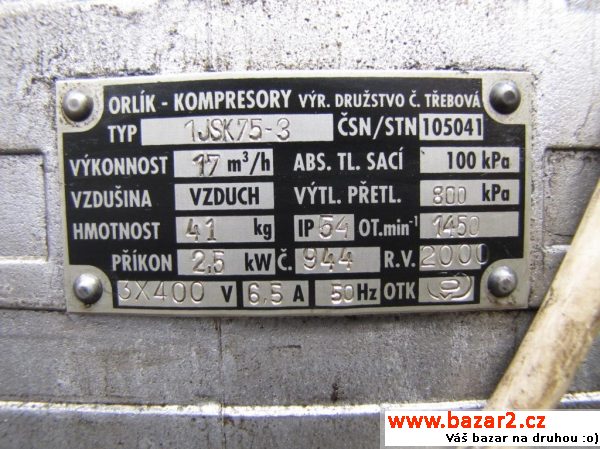 ORLÍK - KOMPRESORY VÝR. DRUŽSTVO Č. TŘEBOVÁ
TYP 1JSK75-3 ČSN/STN 105041
VÝKONNOST 17 m³/h ABS. TL. SACÍ 100 kPa
VZDUŠINA VZDUCH VÝTL. PŘETL. 800 kPa
HMOTNOST 41 kg IP 54 OT.min⁻¹ 1450
PŘÍKON 2,5 kW Č. 944 R.V. 2000
3X400 V 6,5 A 50 Hz OTK
www.bazar2.cz
Váš bazar na druhou :o)